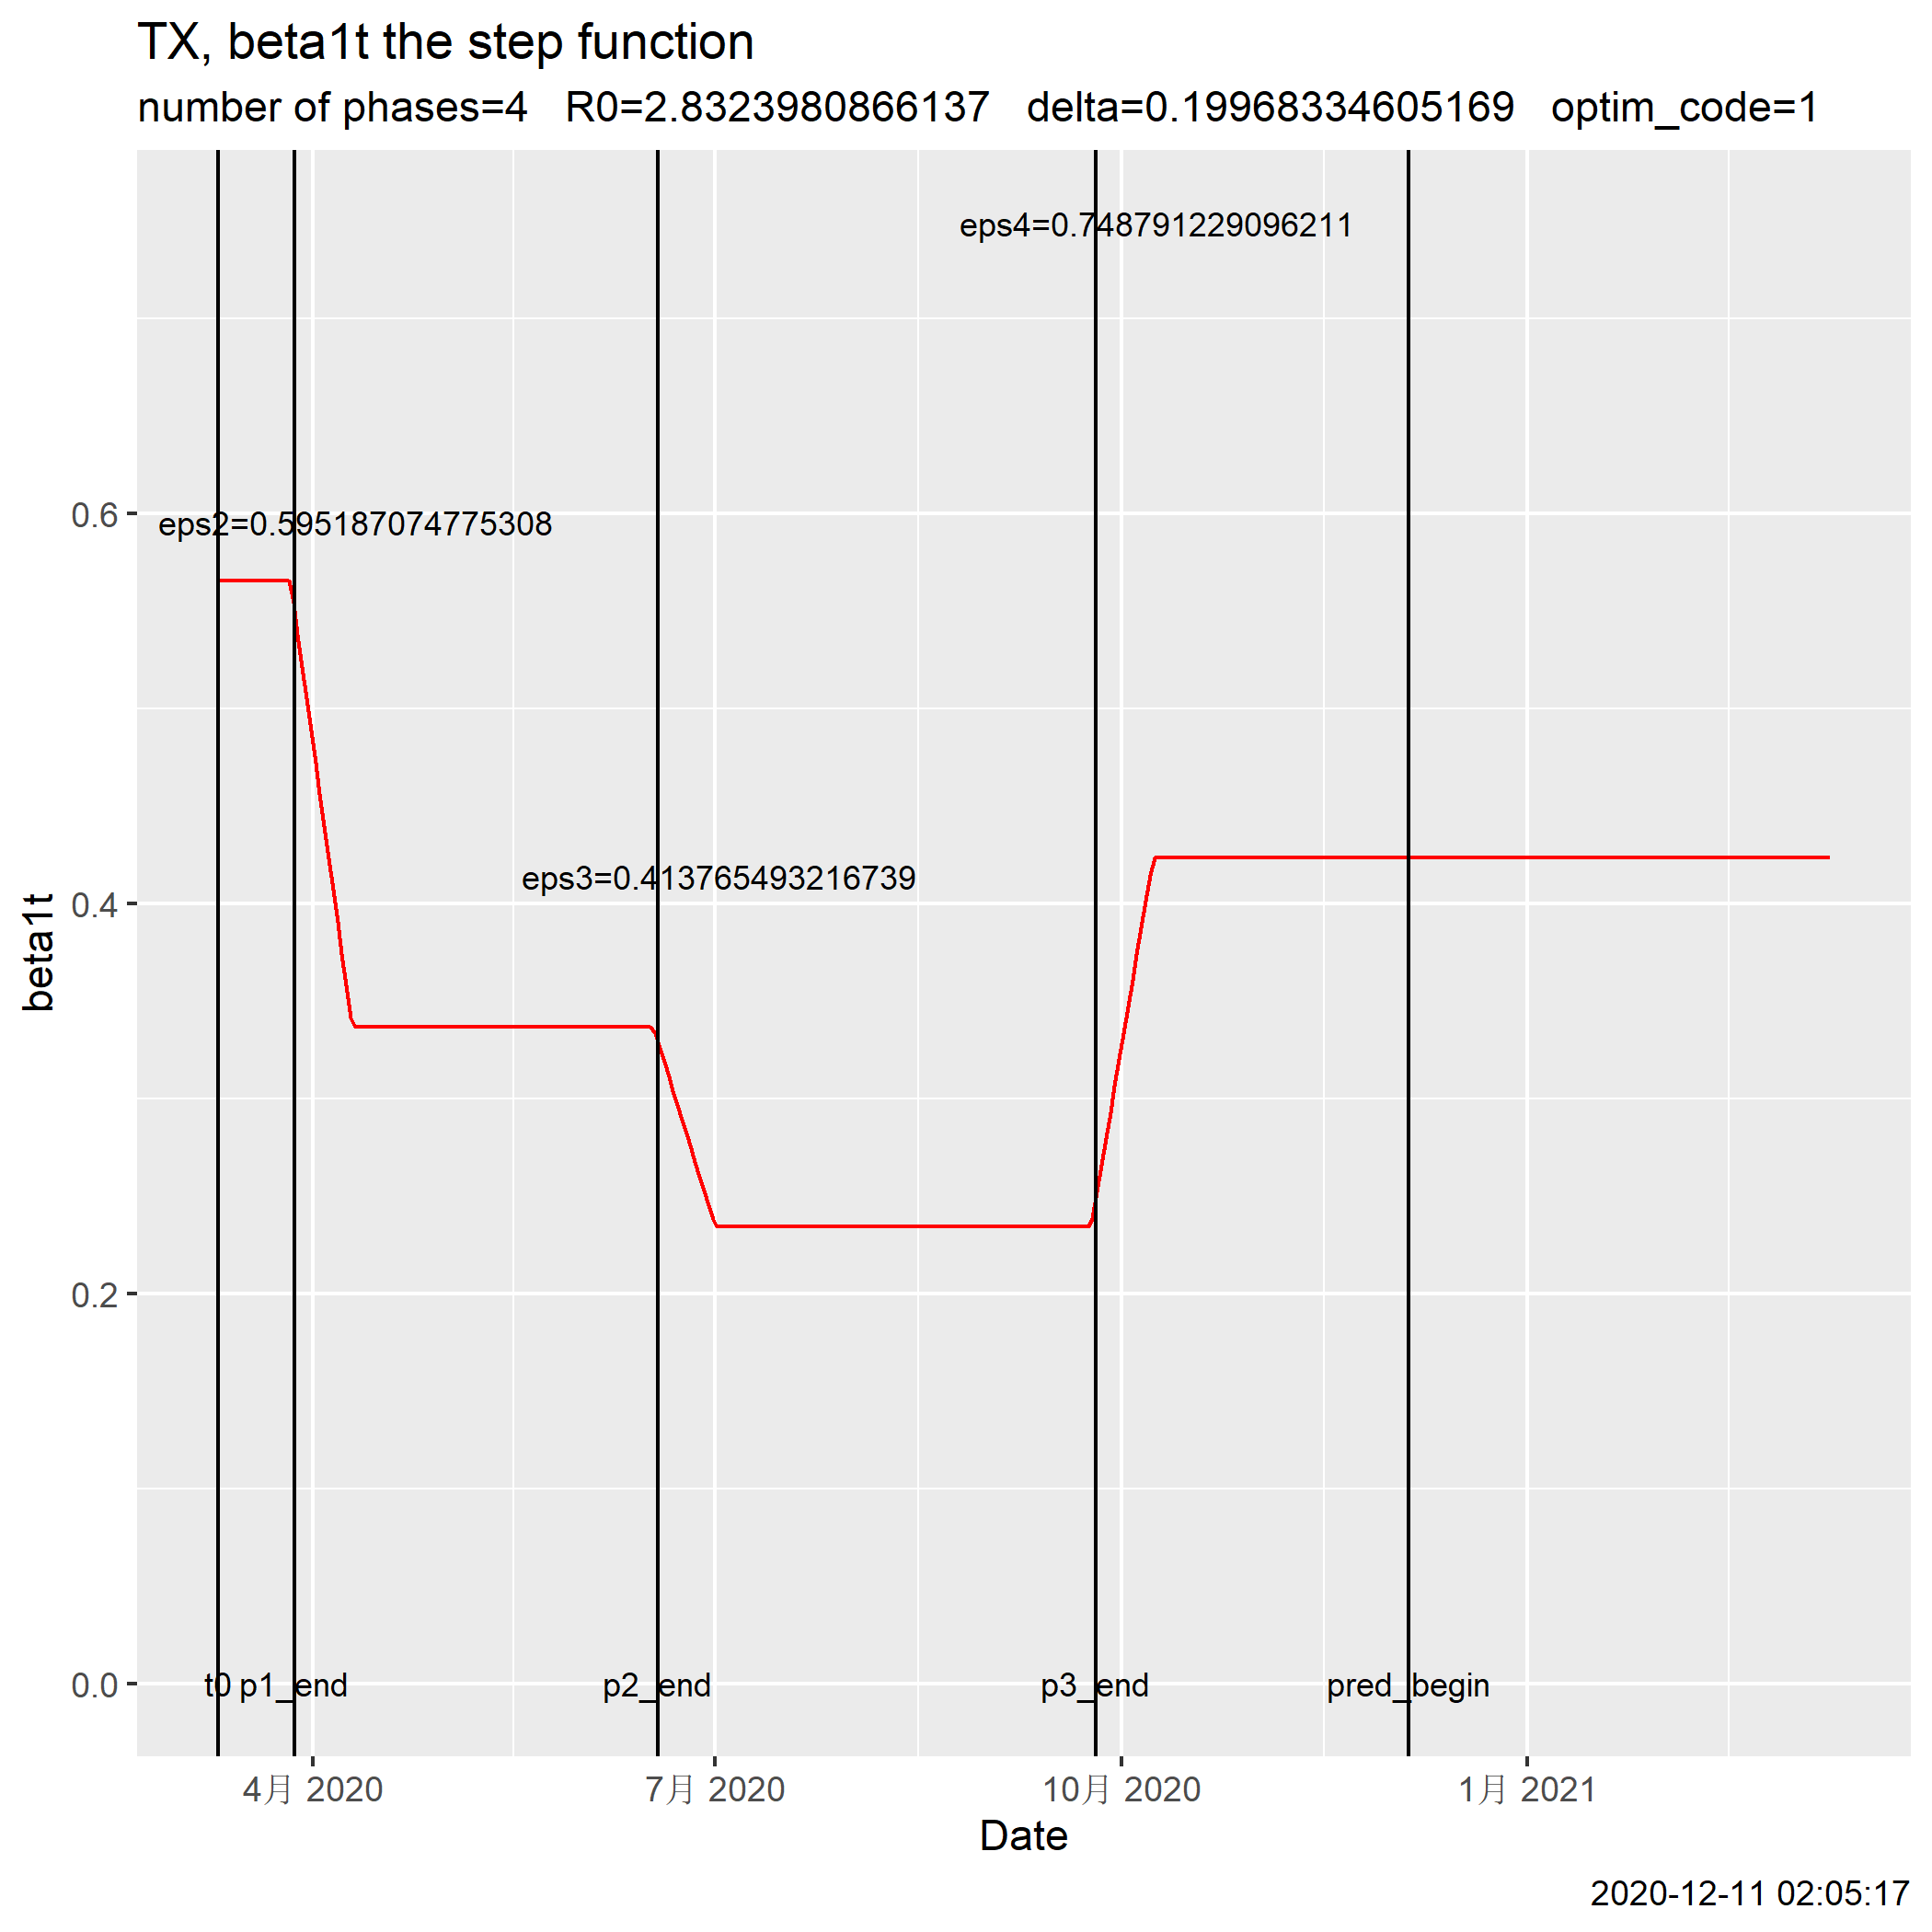 TX, beta1t the step function
number of phases=4 R0=2.8323980866137 delta=0.19968334605169 optim_code=1
eps4=0.748791229096211
0.6
eps2=0.595187074775308
eps3=0.413765493216739
0.4
beta1t
0.2
0.0
t0 p1_end p2_end p3_end pred_begin
4月 2020 7月 2020 10月 2020 1月 2021
Date
2020-12-11 02:05:17